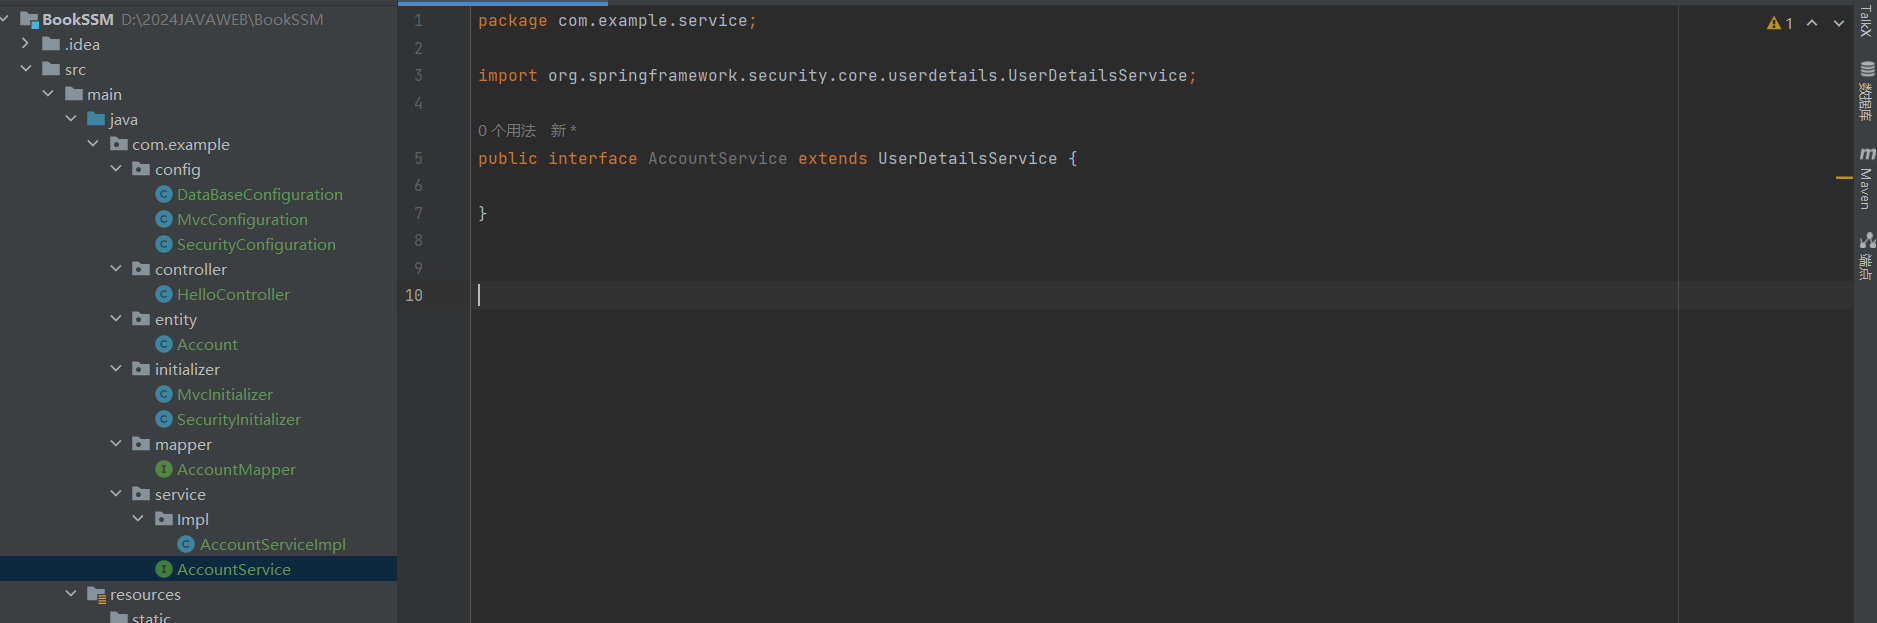 BookSSM D:\2024JAVAWEB\BookSSM
.idea
src
main
java
com.example
config
DataBaseConfiguration
MvcConfiguration
SecurityConfiguration
controller
HelloController
entity
Account
initializer
MvcInitializer
SecurityInitializer
mapper
AccountMapper
service
Impl
AccountServiceImpl
AccountService
resources
static
1 package com.example.service;
2
3 import org.springframework.security.core.userdetails.UserDetailsService;
4
0 个用法 新 *
5 public interface AccountService extends UserDetailsService {
6
7 }
8
9
10
1
TalkX
数据库
m Maven
端点